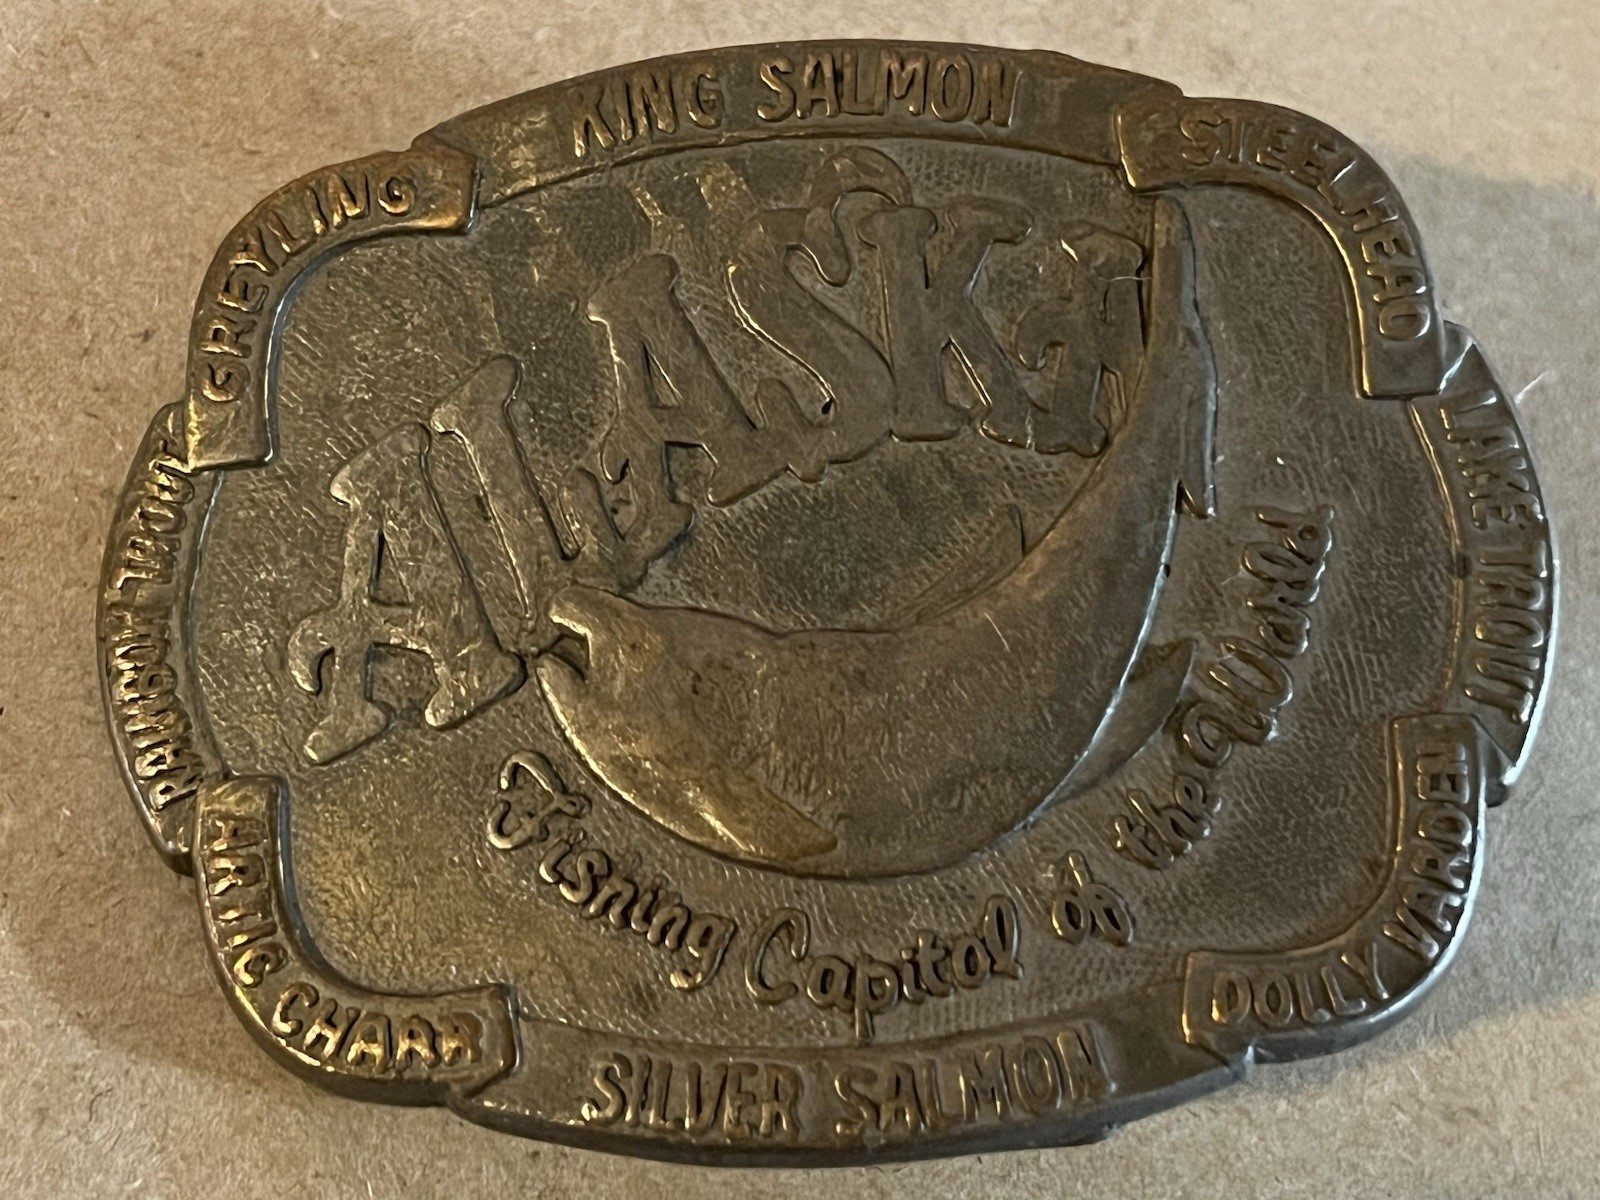 KING SALMON
STEELHEAD
GREYLING
ALASKA
LAKE TROUT
RAINBOW TROUT
Fishing Capitol of the World!
DOLLY VARDEN
ARTIC CHARR
SILVER SALMON